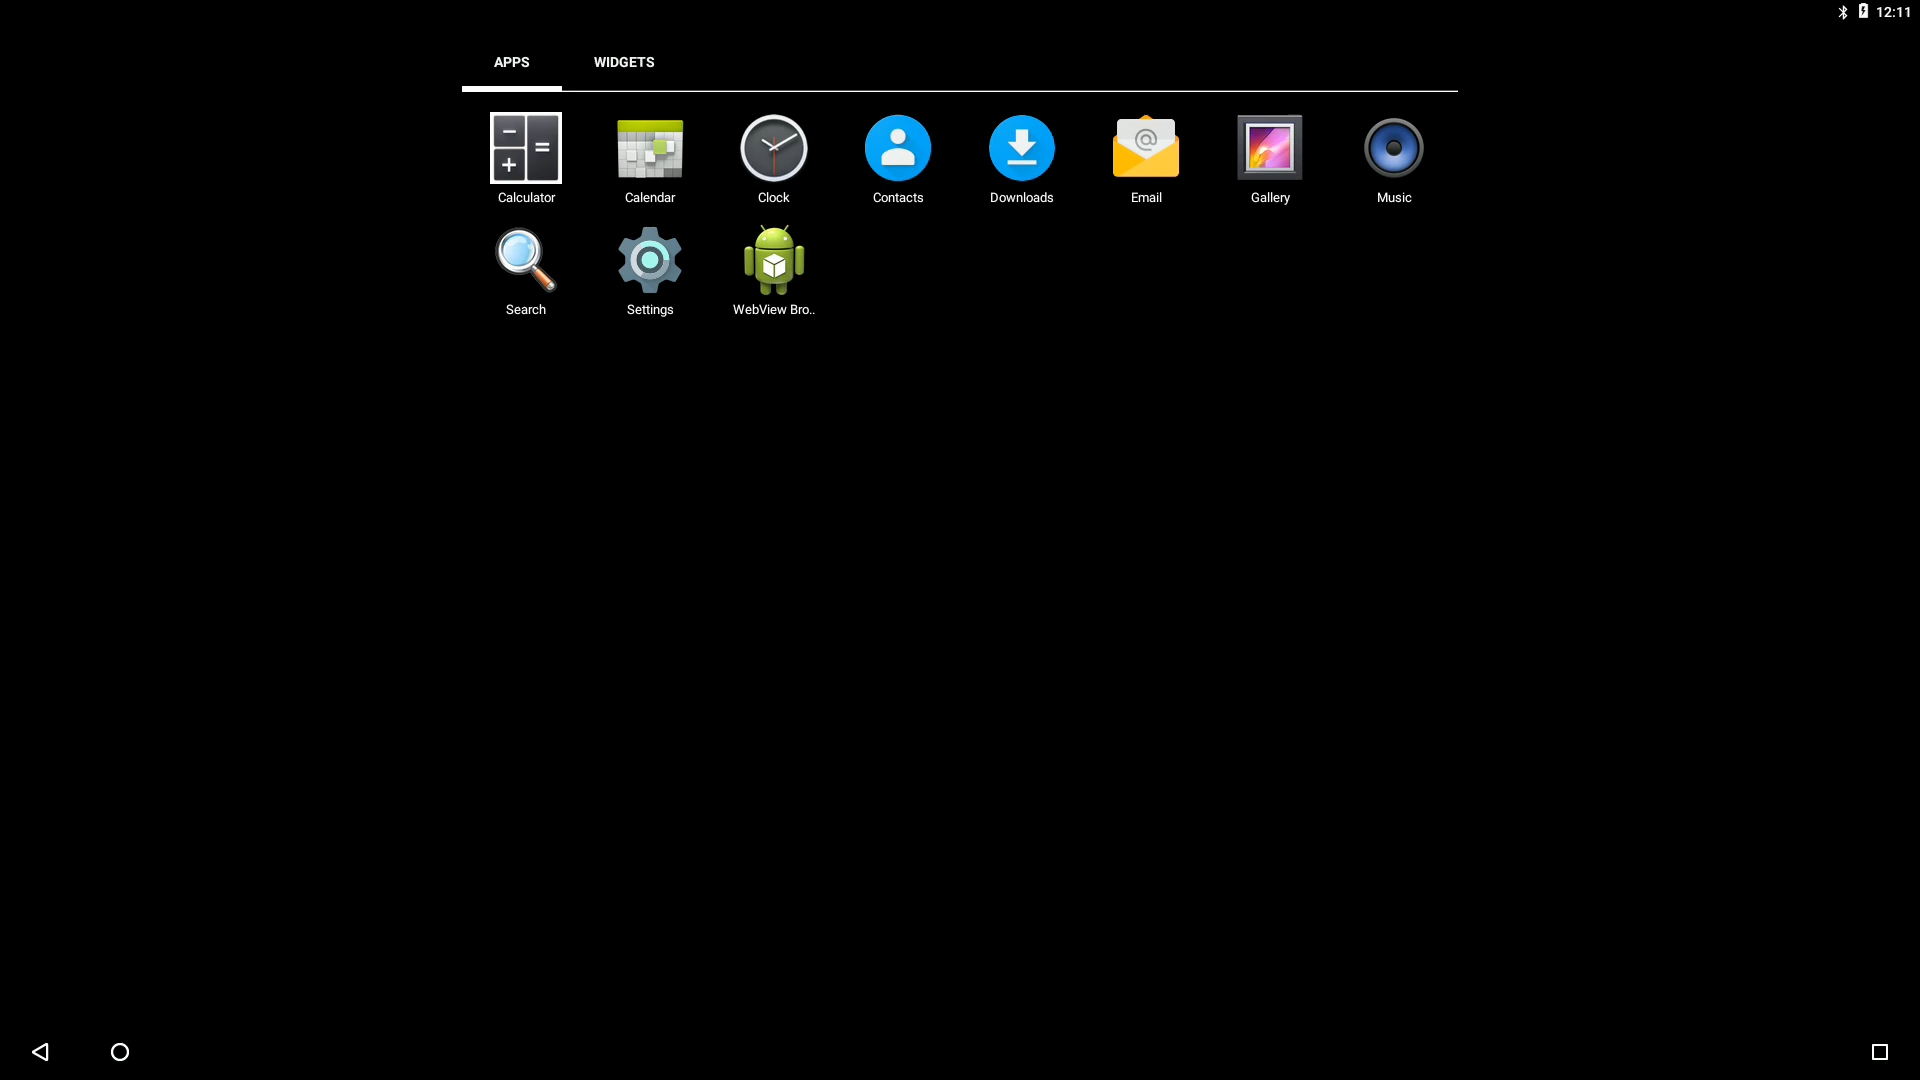 12:11
APPS
WIDGETS
Calculator
Calendar
Clock
Contacts
Downloads
Email
Gallery
Music
Search
Settings
WebView Bro..